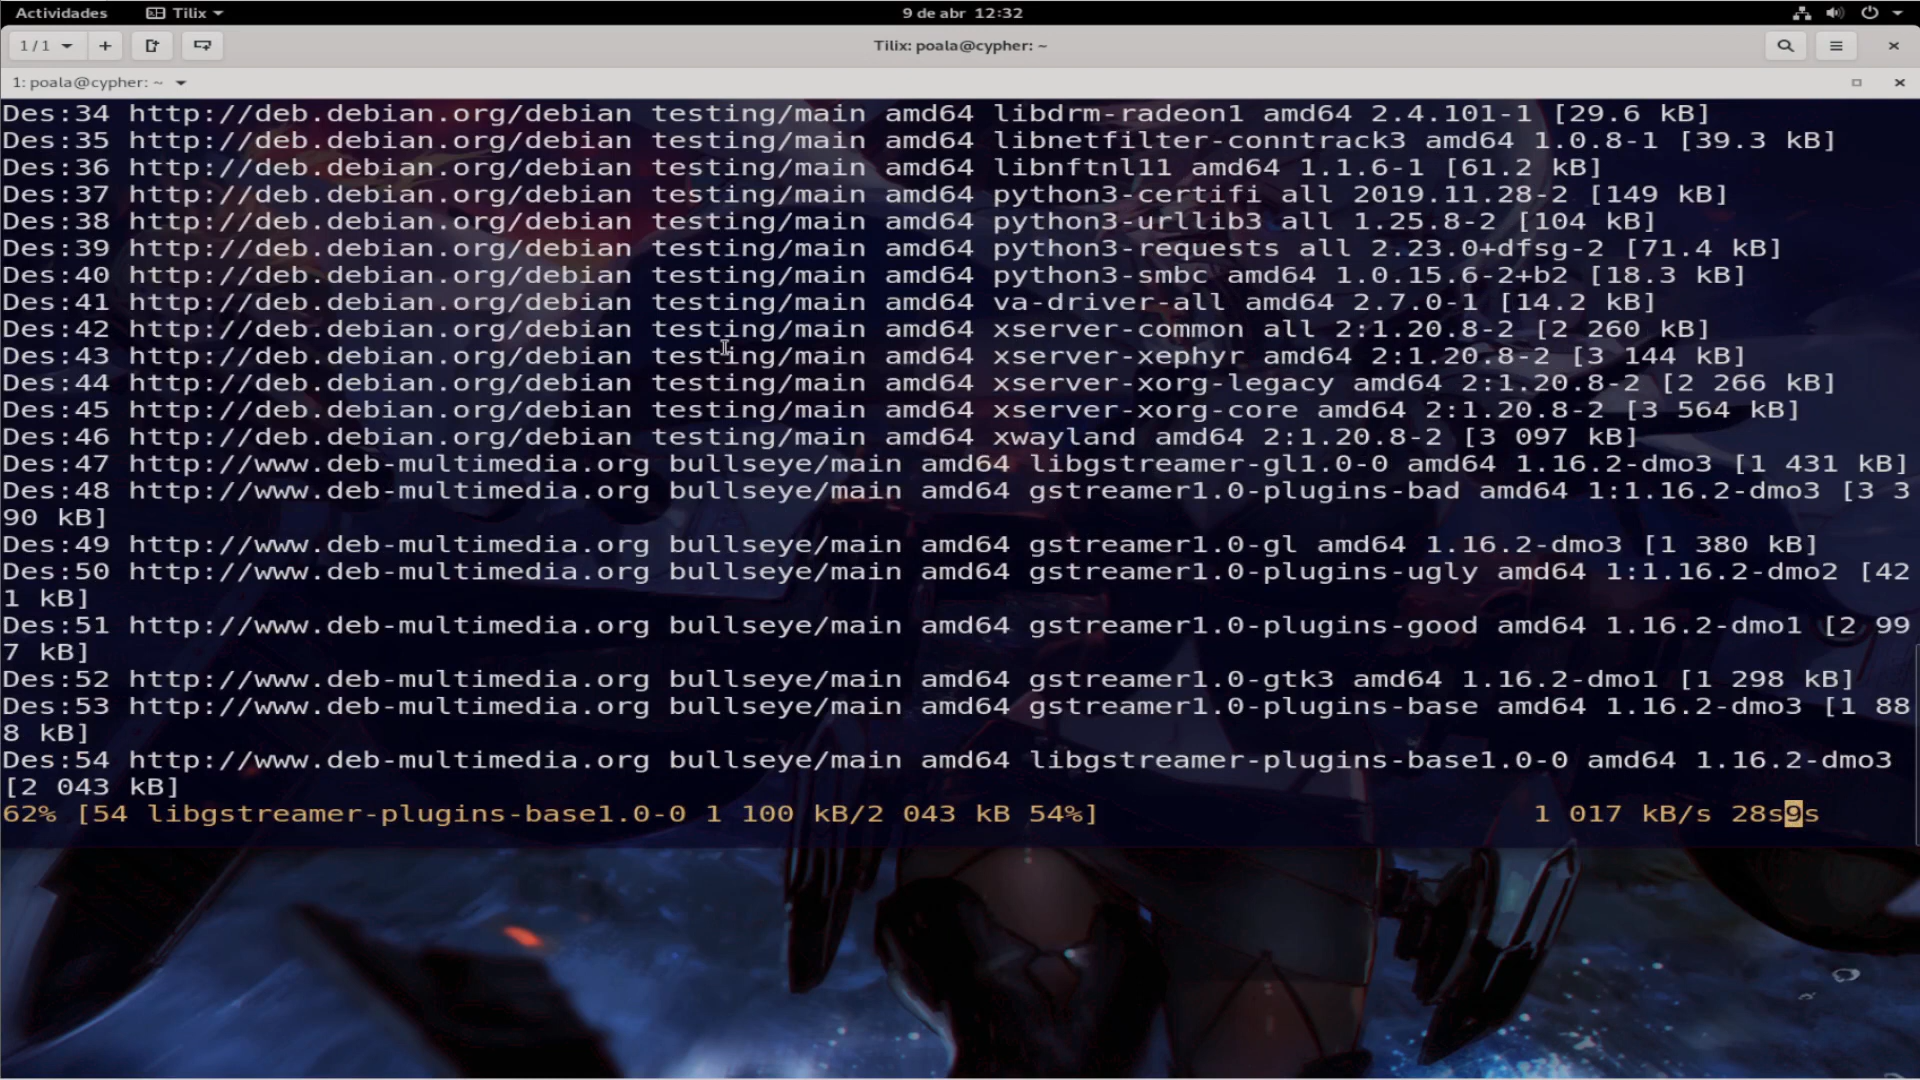 Actividades Tilix 9 de abr 12:32
1 / 1 Tilix: poala@cypher: ~
1: poala@cypher: ~
Des:34 http://deb.debian.org/debian testing/main amd64 libdrm-radeon1 amd64 2.4.101-1 [29.6 kB]
Des:35 http://deb.debian.org/debian testing/main amd64 libnetfilter-conntrack3 amd64 1.0.8-1 [39.3 kB]
Des:36 http://deb.debian.org/debian testing/main amd64 libnftnl11 amd64 1.1.6-1 [61.2 kB]
Des:37 http://deb.debian.org/debian testing/main amd64 python3-certifi all 2019.11.28-2 [149 kB]
Des:38 http://deb.debian.org/debian testing/main amd64 python3-urllib3 all 1.25.8-2 [104 kB]
Des:39 http://deb.debian.org/debian testing/main amd64 python3-requests all 2.23.0+dfsg-2 [71.4 kB]
Des:40 http://deb.debian.org/debian testing/main amd64 python3-smbc amd64 1.0.15.6-2+b2 [18.3 kB]
Des:41 http://deb.debian.org/debian testing/main amd64 va-driver-all amd64 2.7.0-1 [14.2 kB]
Des:42 http://deb.debian.org/debian testing/main amd64 xserver-common all 2:1.20.8-2 [2 260 kB]
Des:43 http://deb.debian.org/debian testing/main amd64 xserver-xephyr amd64 2:1.20.8-2 [3 144 kB]
Des:44 http://deb.debian.org/debian testing/main amd64 xserver-xorg-legacy amd64 2:1.20.8-2 [2 266 kB]
Des:45 http://deb.debian.org/debian testing/main amd64 xserver-xorg-core amd64 2:1.20.8-2 [3 564 kB]
Des:46 http://deb.debian.org/debian testing/main amd64 xwayland amd64 2:1.20.8-2 [3 097 kB]
Des:47 http://www.deb-multimedia.org bullseye/main amd64 libgstreamer-gl1.0-0 amd64 1.16.2-dmo3 [1 431 kB]
Des:48 http://www.deb-multimedia.org bullseye/main amd64 gstreamer1.0-plugins-bad amd64 1:1.16.2-dmo3 [3 3
90 kB]
Des:49 http://www.deb-multimedia.org bullseye/main amd64 gstreamer1.0-gl amd64 1.16.2-dmo3 [1 380 kB]
Des:50 http://www.deb-multimedia.org bullseye/main amd64 gstreamer1.0-plugins-ugly amd64 1:1.16.2-dmo2 [42
1 kB]
Des:51 http://www.deb-multimedia.org bullseye/main amd64 gstreamer1.0-plugins-good amd64 1.16.2-dmo1 [2 99
7 kB]
Des:52 http://www.deb-multimedia.org bullseye/main amd64 gstreamer1.0-gtk3 amd64 1.16.2-dmo1 [1 298 kB]
Des:53 http://www.deb-multimedia.org bullseye/main amd64 gstreamer1.0-plugins-base amd64 1.16.2-dmo3 [1 88
8 kB]
Des:54 http://www.deb-multimedia.org bullseye/main amd64 libgstreamer-plugins-base1.0-0 amd64 1.16.2-dmo3
[2 043 kB]
62% [54 libgstreamer-plugins-base1.0-0 1 100 kB/2 043 kB 54%] 1 017 kB/s 28s9s